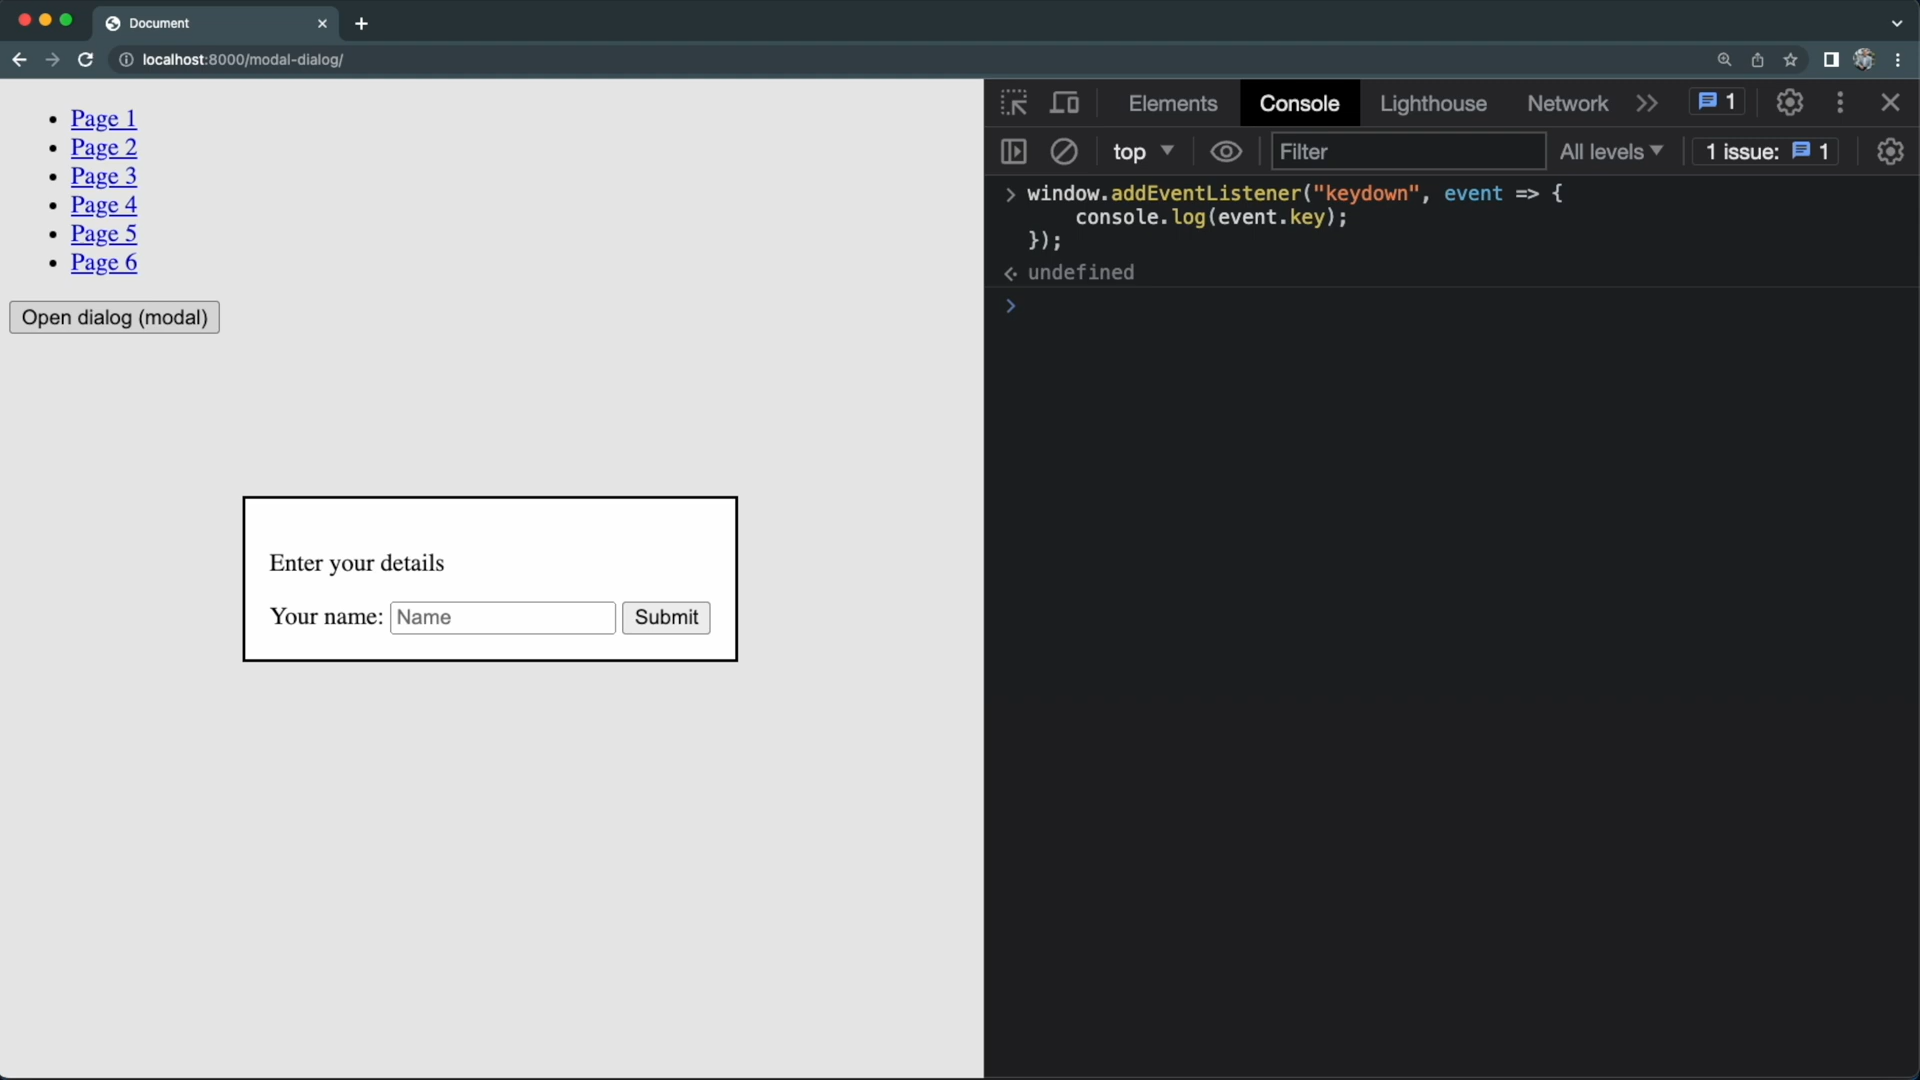 Document
localhost:8000/modal-dialog/
Page 1
Page 2
Page 3
Page 4
Page 5
Page 6
Open dialog (modal)
Enter your details
Your name: Name Submit
Elements Console Lighthouse Network 1
top Filter All levels 1 issue: 1
window.addEventListener("keydown", event => {
    console.log(event.key);
});
undefined